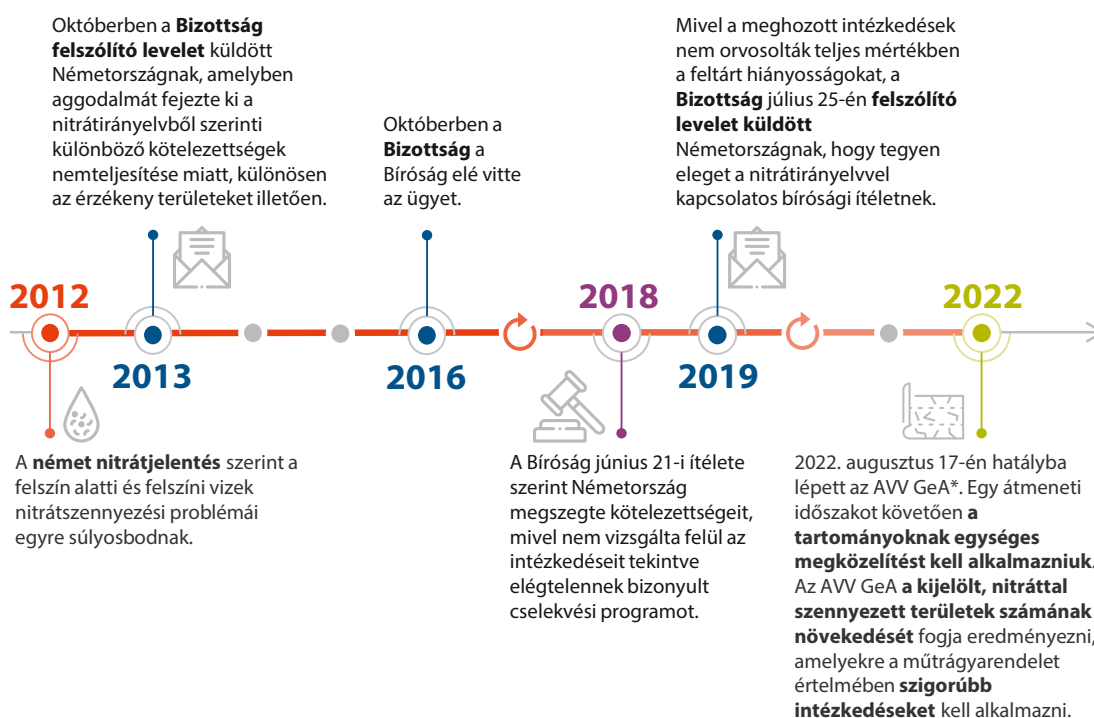 Októberben a Bizottság
felszólító levelet küldött
Németországnak, amelyben
aggodalmát fejezte ki a
nitrátirányelvből szerinti
különböző kötelezettségek
nemteljesítése miatt, különösen
az érzékeny területeket illetően.
Októberben a
Bizottság a
Bíróság elé vitte
az ügyet.
Mivel a meghozott intézkedések
nem orvosolták teljes mértékben
a feltárt hiányosságokat, a
Bizottság július 25-én felszólító
levelet küldött
Németországnak, hogy tegyen
eleget a nitrátirányelvvel
kapcsolatos bírósági ítéletnek.
2012
2013
2016
2018
2019
2022
A német nitrátjelentés szerint a
felszín alatti és felszíni vizek
nitrátszennyezési problémái
egyre súlyosbodnak.
A Bíróság június 21-i ítélete
szerint Németország
megszegte kötelezettségeit,
mivel nem vizsgálta felül az
intézkedéseit tekintve
elégtelennek bizonyult
cselekvési programot.
2022. augusztus 17-én hatályba
lépett az AVV GeA*. Egy átmeneti
időszakot követően a
tartományoknak egységes
megközelítést kell alkalmazniuk.
Az AVV GeA a kijelölt, nitráttal
szennyezett területek számának
növekedését fogja eredményezni,
amelyekre a műtrágyarendelet
értelmében szigorúbb
intézkedéseket kell alkalmazni.